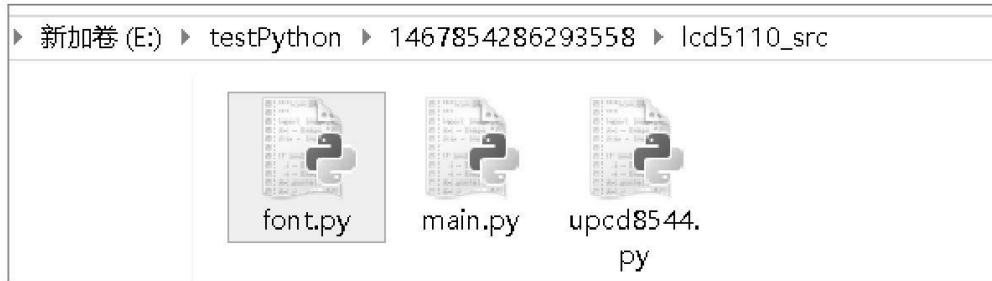 新加卷 (E:) ▸ testPython ▸ 1467854286293558 ▸ lcd5110_src
font.py
main.py
upcd8544.
py